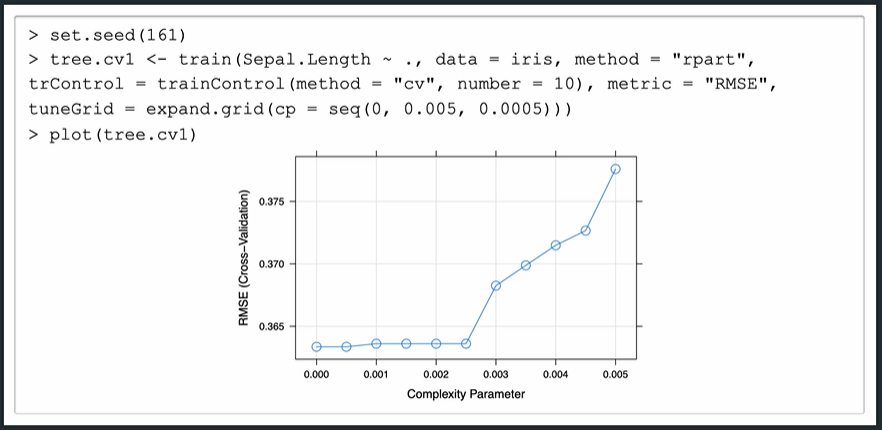 > set.seed(161)
> tree.cv1 <- train(Sepal.Length ~ ., data = iris, method = "rpart",
trControl = trainControl(method = "cv", number = 10), metric = "RMSE",
tuneGrid = expand.grid(cp = seq(0, 0.005, 0.0005)))
> plot(tree.cv1)
RMSE (Cross−Validation)
0.375
0.370
0.365
0.000 0.001 0.002 0.003 0.004 0.005
Complexity Parameter